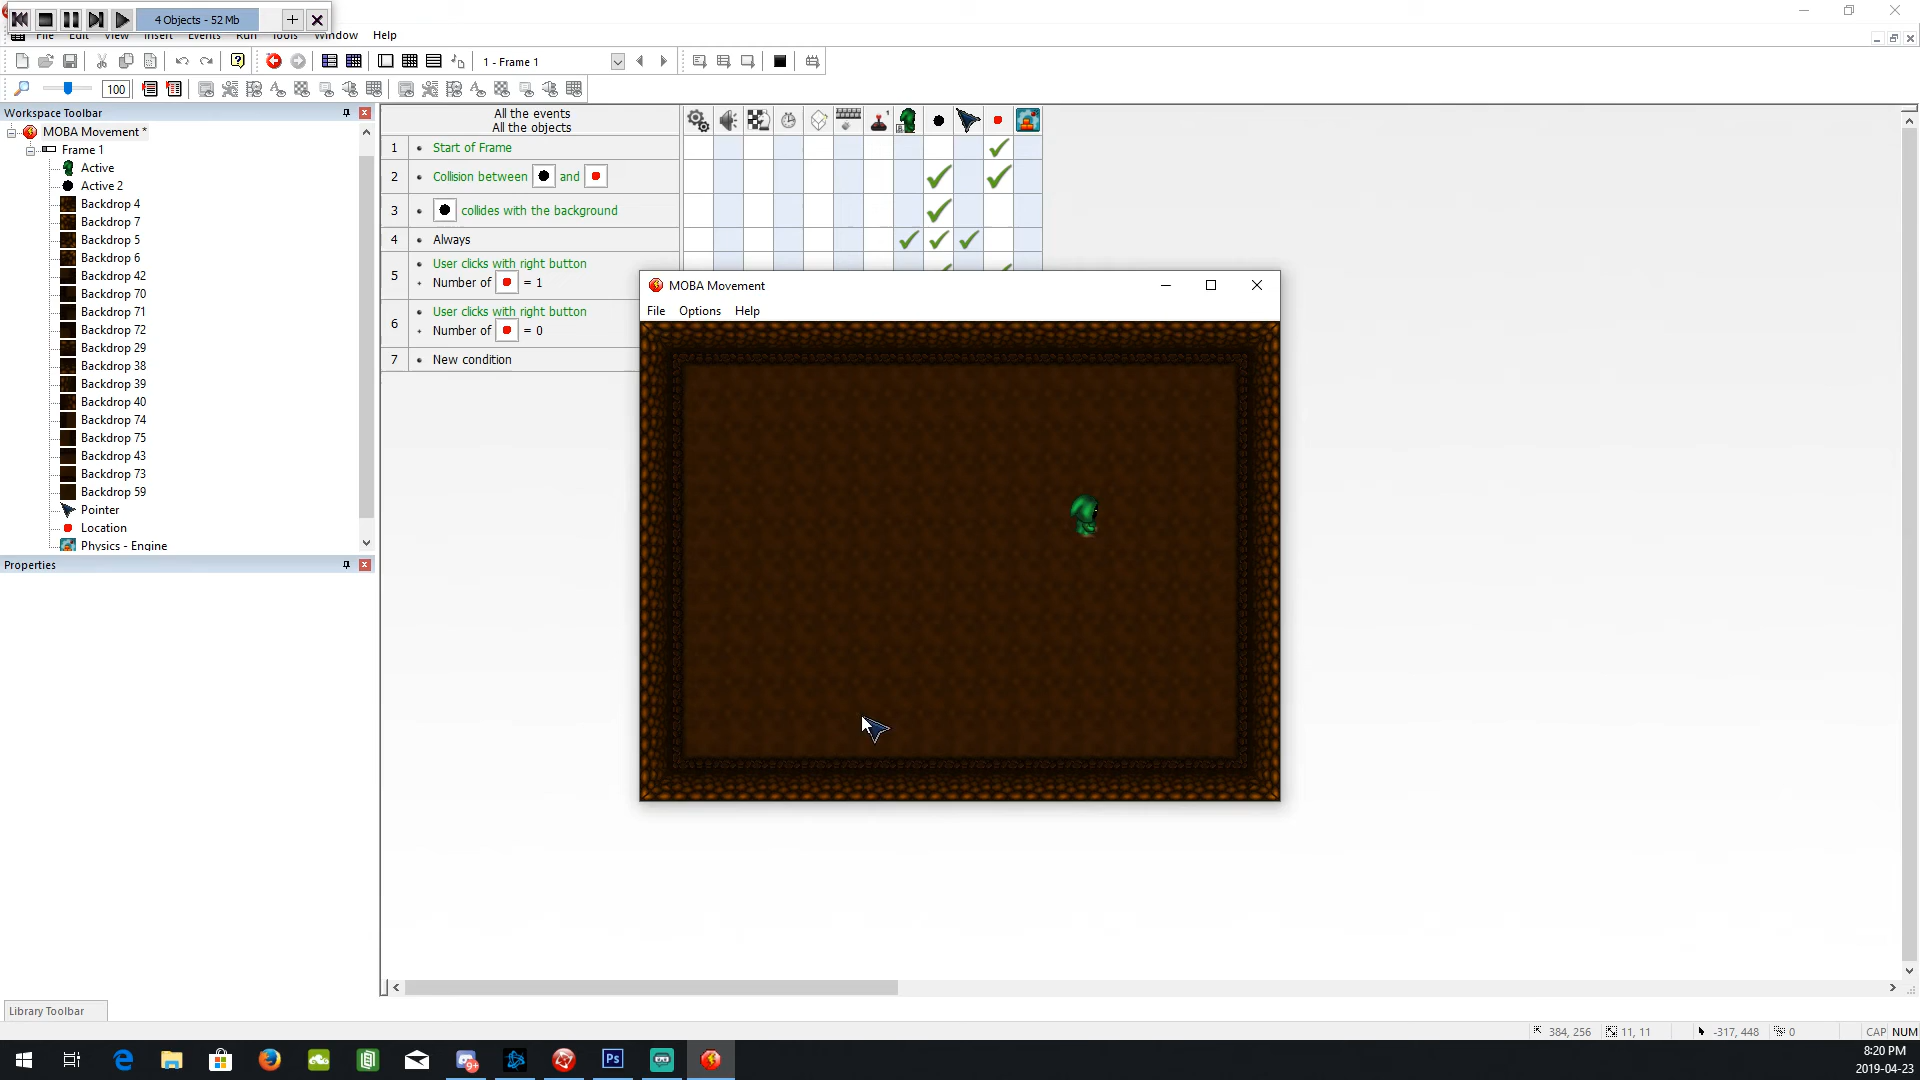 4 Objects - 52 Mb
File Edit View Insert Events Run Tools Window Help
1 - Frame 1
100
Workspace Toolbar
MOBA Movement *
Frame 1
Active
Active 2
Backdrop 4
Backdrop 7
Backdrop 5
Backdrop 6
Backdrop 42
Backdrop 70
Backdrop 71
Backdrop 72
Backdrop 29
Backdrop 38
Backdrop 39
Backdrop 40
Backdrop 74
Backdrop 75
Backdrop 43
Backdrop 73
Backdrop 59
Pointer
Location
Physics - Engine
Properties
Library Toolbar
All the events
All the objects
1 Start of Frame
2 Collision between and
3 collides with the background
4 Always
5 User clicks with right button
Number of = 1
6 User clicks with right button
Number of = 0
7 New condition
MOBA Movement
File Options Help
384, 256 11, 11 -317, 448 0 CAP NUM
9+
Ps
8:20 PM
2019-04-23